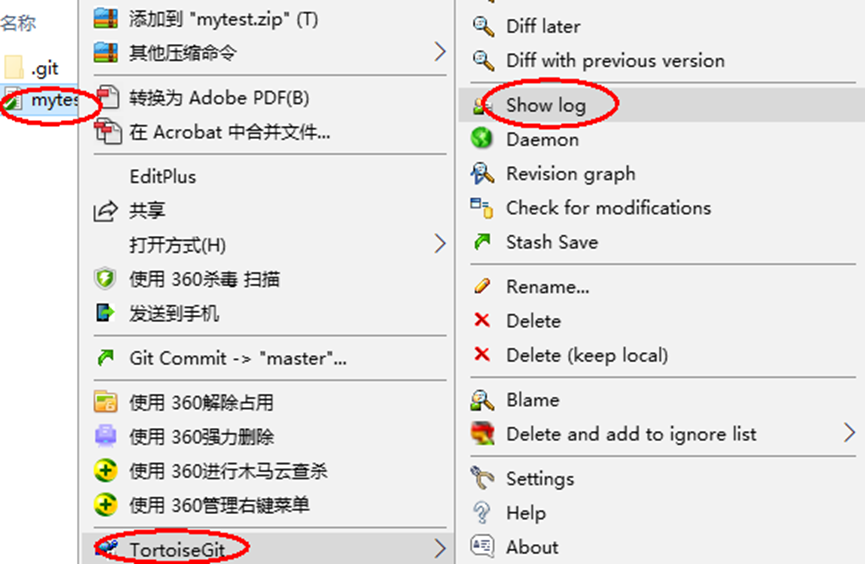 名称
.git
mytes
添加到 "mytest.zip" (T)
其他压缩命令
转换为 Adobe PDF(B)
在 Acrobat 中合并文件...
EditPlus
共享
打开方式(H)
使用 360杀毒 扫描
发送到手机
Git Commit -> "master"...
使用 360解除占用
使用 360强力删除
使用 360进行木马云查杀
使用 360管理右键菜单
TortoiseGit
Diff later
Diff with previous version
Show log
Daemon
Revision graph
Check for modifications
Stash Save
Rename...
Delete
Delete (keep local)
Blame
Delete and add to ignore list
Settings
Help
About